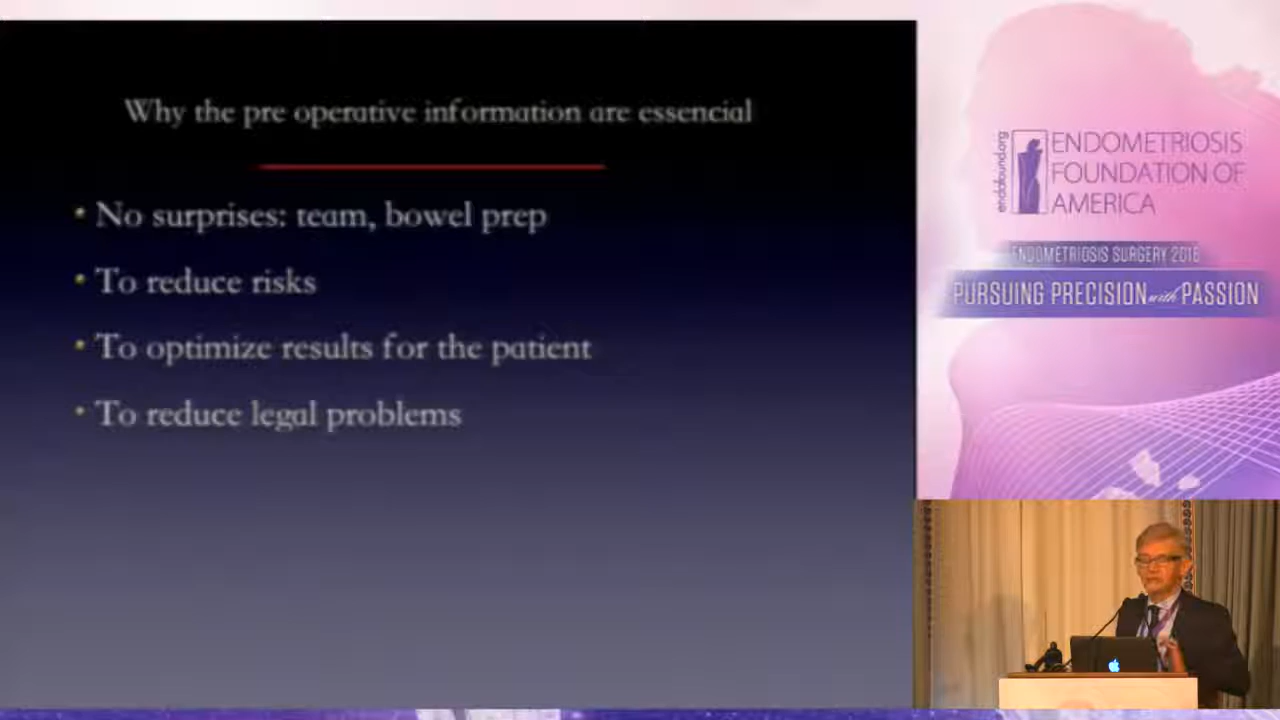 Why the pre operative information are essencial
• No surprises: team, bowel prep
• To reduce risks
• To optimize results for the patient
• To reduce legal problems
endofound.org
ENDOMETRIOSIS
FOUNDATION OF
AMERICA
ENDOMETRIOSIS SURGERY 2016
PURSUING PRECISION with PASSION